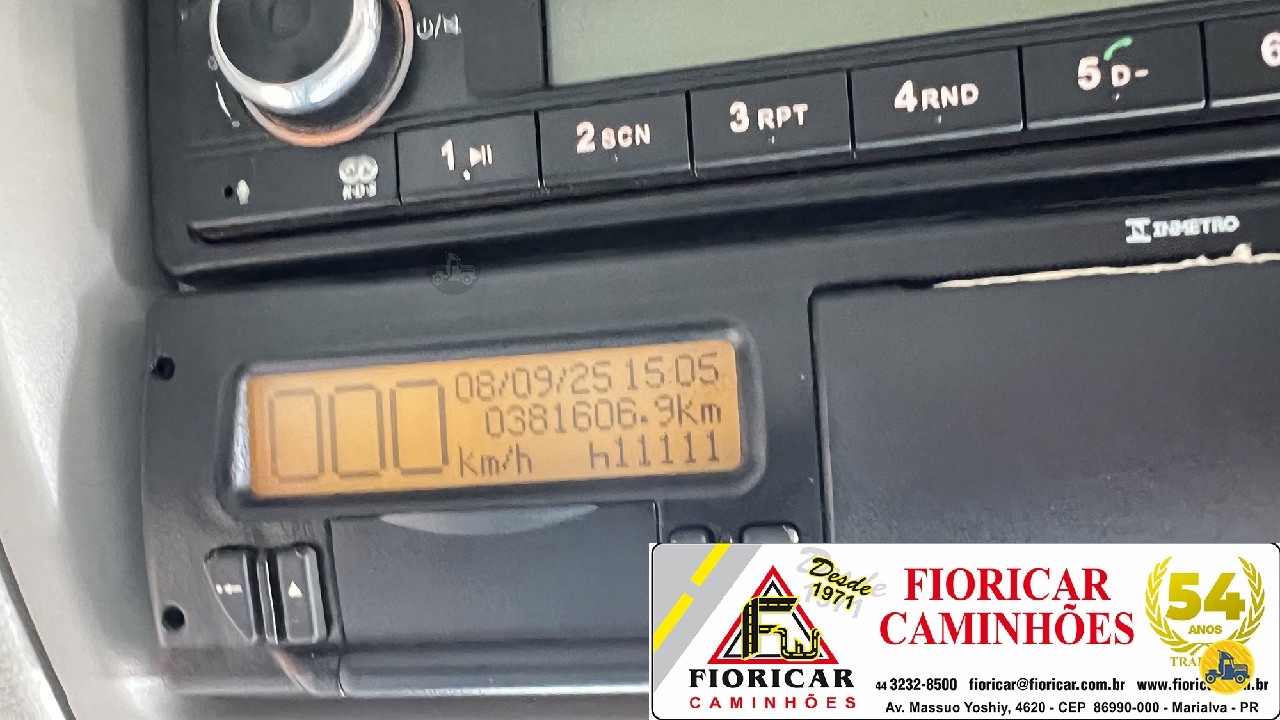 1 2 SCN 3 RPT 4 RND 5 D- 6
RDS
INMETRO
000 08/09/25 15:05
0381606.9Km
Km/h h11111
Desde
1971
FIORICAR
CAMINHÕES
FIORICAR
CAMINHÕES
54
ANOS
44 3232-8500 fioricar@fioricar.com.br
Av. Massuo Yoshiy, 4620 - CEP 86990-000 - Marialva - PR